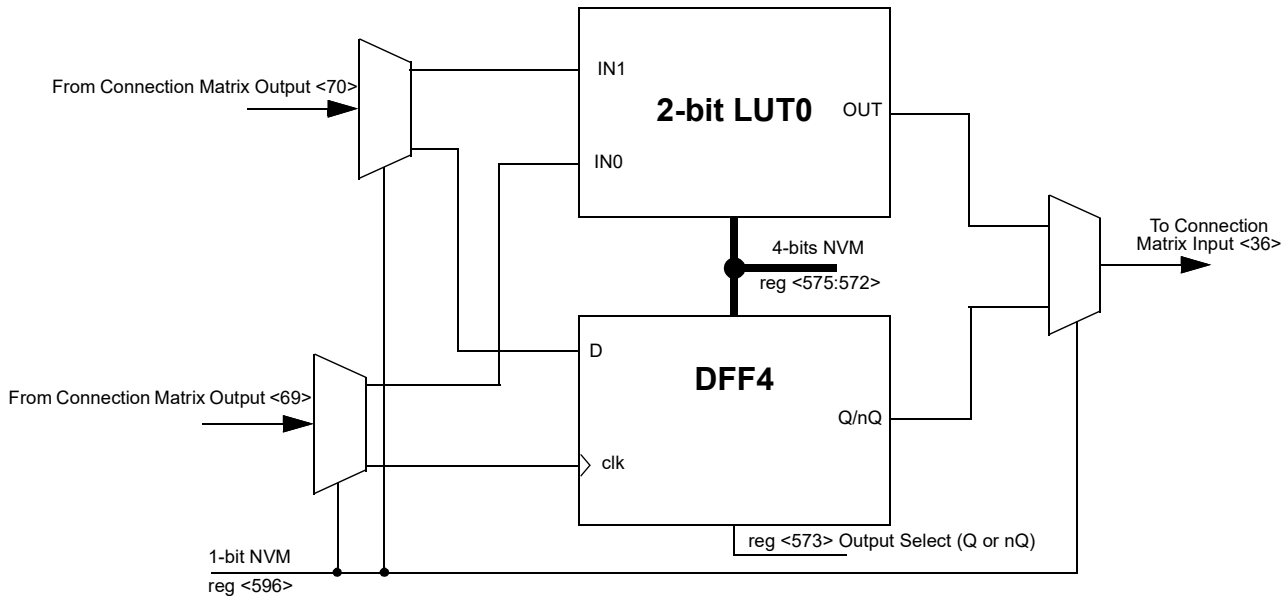 From Connection Matrix Output <70>
IN1
2-bit LUT0
OUT
IN0
To Connection
Matrix Input <36>
4-bits NVM
reg <575:572>
D
DFF4
From Connection Matrix Output <69>
Q/nQ
clk
reg <573> Output Select (Q or nQ)
1-bit NVM
reg <596>